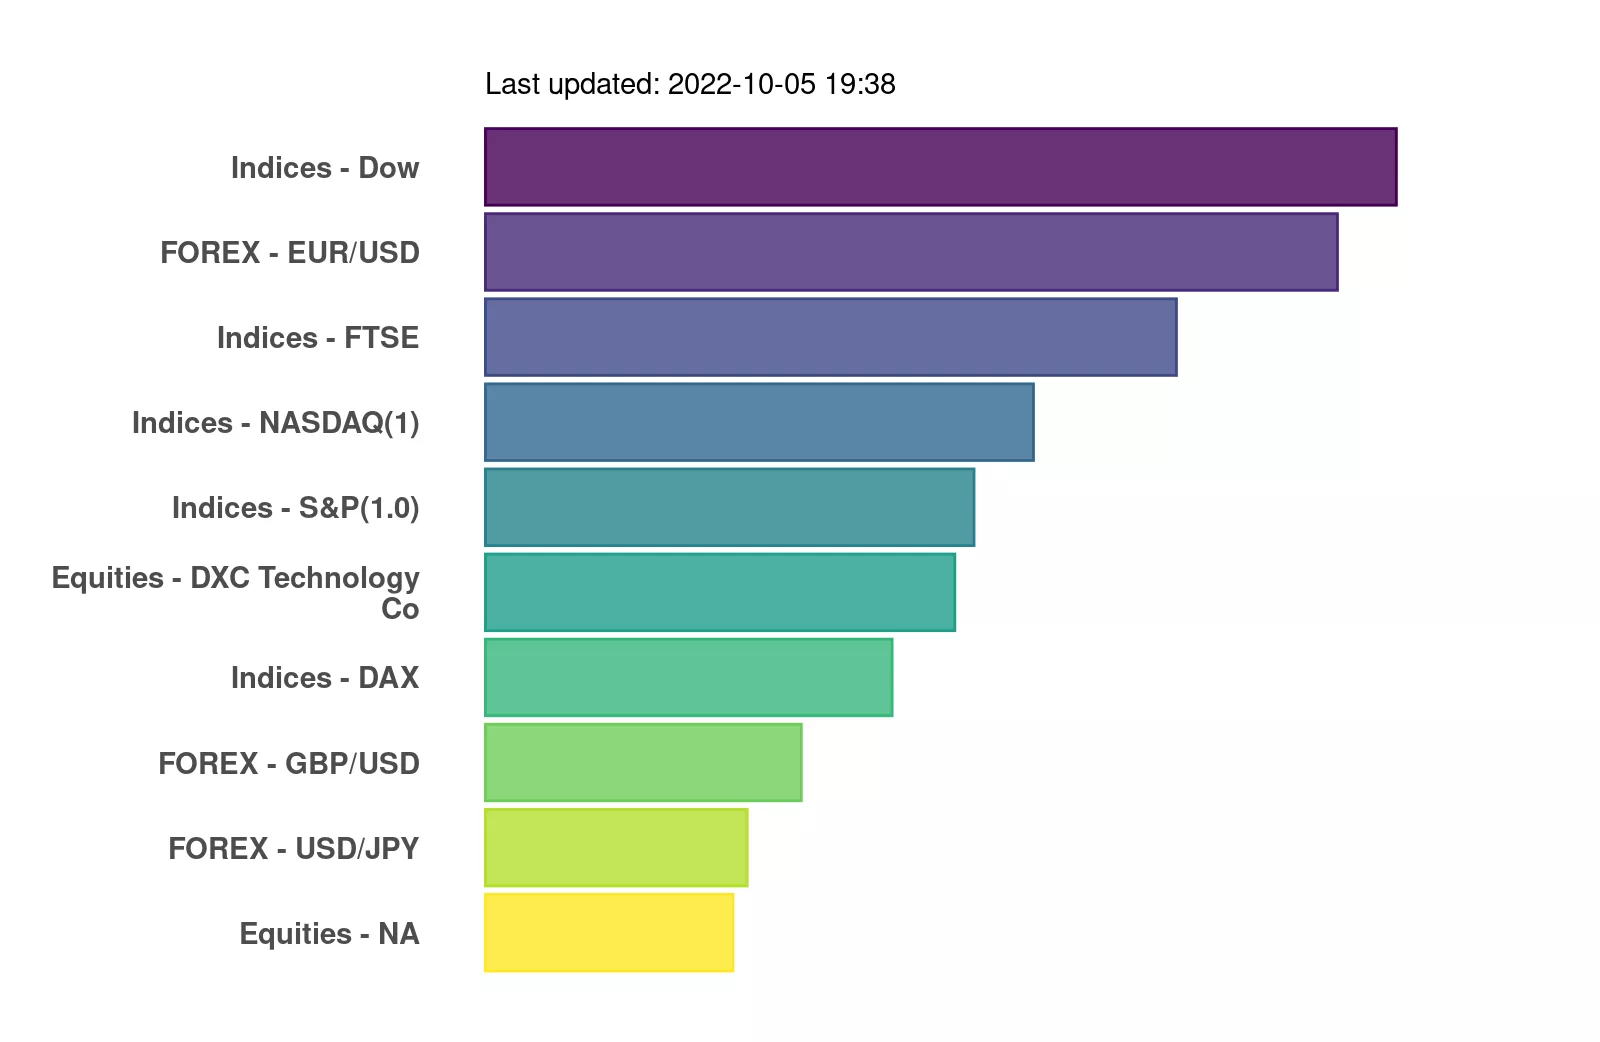 Last updated: 2022-10-05 19:38
Indices - Dow
FOREX - EUR/USD
Indices - FTSE
Indices - NASDAQ(1)
Indices - S&P(1.0)
Equities - DXC Technology
Co
Indices - DAX
FOREX - GBP/USD
FOREX - USD/JPY
Equities - NA